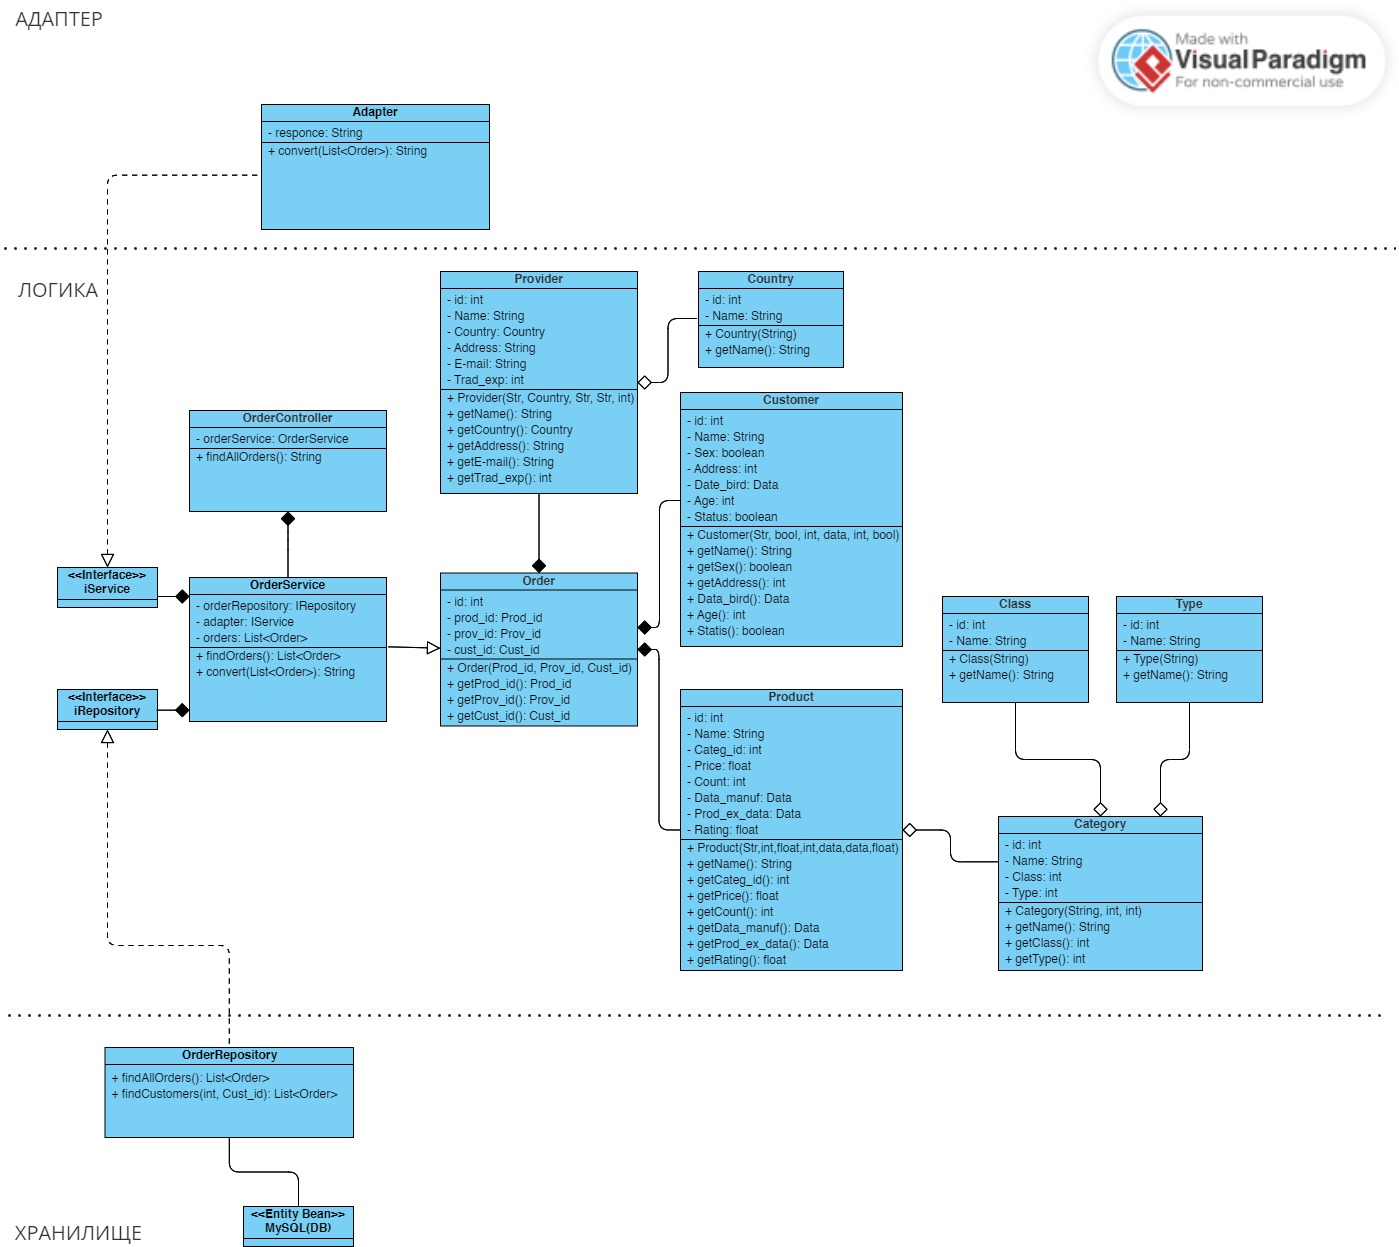 АДАПТЕР
Made with
Visual Paradigm
For non-commercial use
Adapter
- responce: String
+ convert(List<Order>): String
ЛОГИКА
Provider
- id: int
- Name: String
- Country: Country
- Address: String
- E-mail: String
- Trad_exp: int
+ Provider(Str, Country, Str, Str, int)
+ getName(): String
+ getCountry(): Country
+ getAddress(): String
+ getE-mail(): String
+ getTrad_exp(): int
Country
- id: int
- Name: String
+ Country(String)
+ getName(): String
OrderController
- orderService: OrderService
+ findAllOrders(): String
Customer
- id: int
- Name: String
- Sex: boolean
- Address: int
- Date_bird: Data
- Age: int
- Status: boolean
+ Customer(Str, bool, int, data, int, bool)
+ getName(): String
+ getSex(): boolean
+ getAddress(): int
+ Data_bird(): Data
+ Age(): int
+ Statis(): boolean
<<Interface>>
iService
OrderService
- orderRepository: IRepository
- adapter: IService
- orders: List<Order>
+ findOrders(): List<Order>
+ convert(List<Order>): String
<<Interface>>
iRepository
Order
- id: int
- prod_id: Prod_id
- prov_id: Prov_id
- cust_id: Cust_id
+ Order(Prod_id, Prov_id, Cust_id)
+ getProd_id(): Prod_id
+ getProv_id(): Prov_id
+ getCust_id(): Cust_id
Class
- id: int
- Name: String
+ Class(String)
+ getName(): String
Type
- id: int
- Name: String
+ Type(String)
+ getName(): String
Product
- id: int
- Name: String
- Categ_id: int
- Price: float
- Count: int
- Data_manuf: Data
- Prod_ex_data: Data
- Rating: float
+ Product(Str,int,float,int,data,data,float)
+ getName(): String
+ getCateg_id(): int
+ getPrice(): float
+ getCount(): int
+ getData_manuf(): Data
+ getProd_ex_data(): Data
+ getRating(): float
Category
- id: int
- Name: String
- Class: int
- Type: int
+ Category(String, int, int)
+ getName(): String
+ getClass(): int
+ getType(): int
OrderRepository
+ findAllOrders(): List<Order>
+ findCustomers(int, Cust_id): List<Order>
<<Entity Bean>>
MySQL(DB)
ХРАНИЛИЩЕ